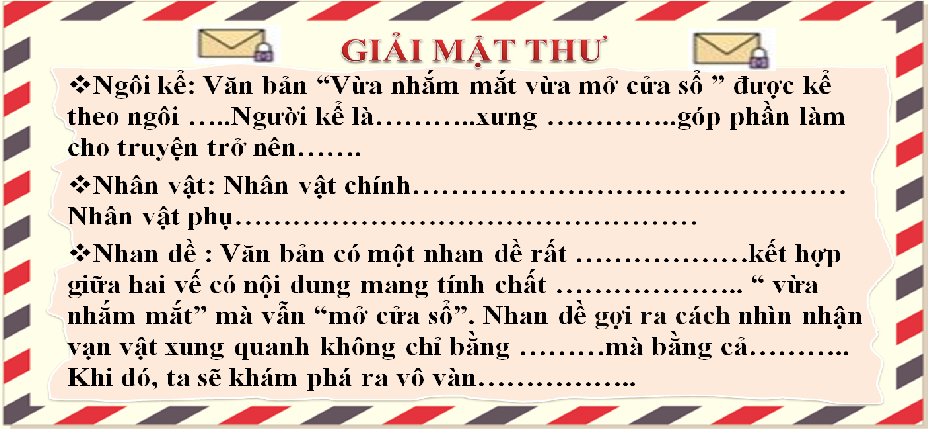 GIẢI MẬT THƯ
❖Ngôi kể: Văn bản “Vừa nhắm mắt vừa mở cửa sổ ” được kể
theo ngôi …..Người kể là………..xưng …………..góp phần làm
cho truyện trở nên…….
❖Nhân vật: Nhân vật chính………………………………………
Nhân vật phụ…………………………………………
❖Nhan đề : Văn bản có một nhan đề rất ………………kết hợp
giữa hai vế có nội dung mang tính chất ……………….. “ vừa
nhắm mắt” mà vẫn “mở cửa sổ”. Nhan đề gợi ra cách nhìn nhận
vạn vật xung quanh không chỉ bằng ………mà bằng cả………..
Khi đó, ta sẽ khám phá ra vô vàn……………..